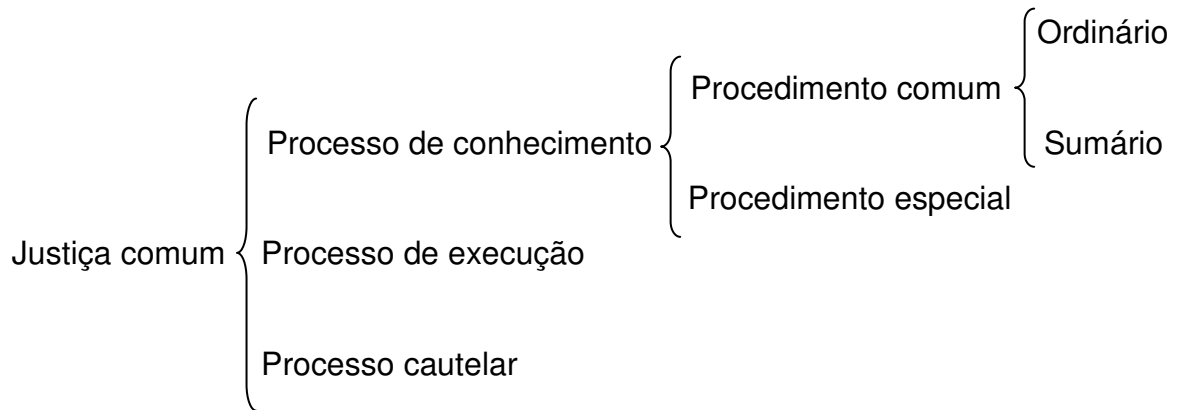 Ordinário
Procedimento comum
Processo de conhecimento
Sumário
Procedimento especial
Justiça comum
Processo de execução
Processo cautelar